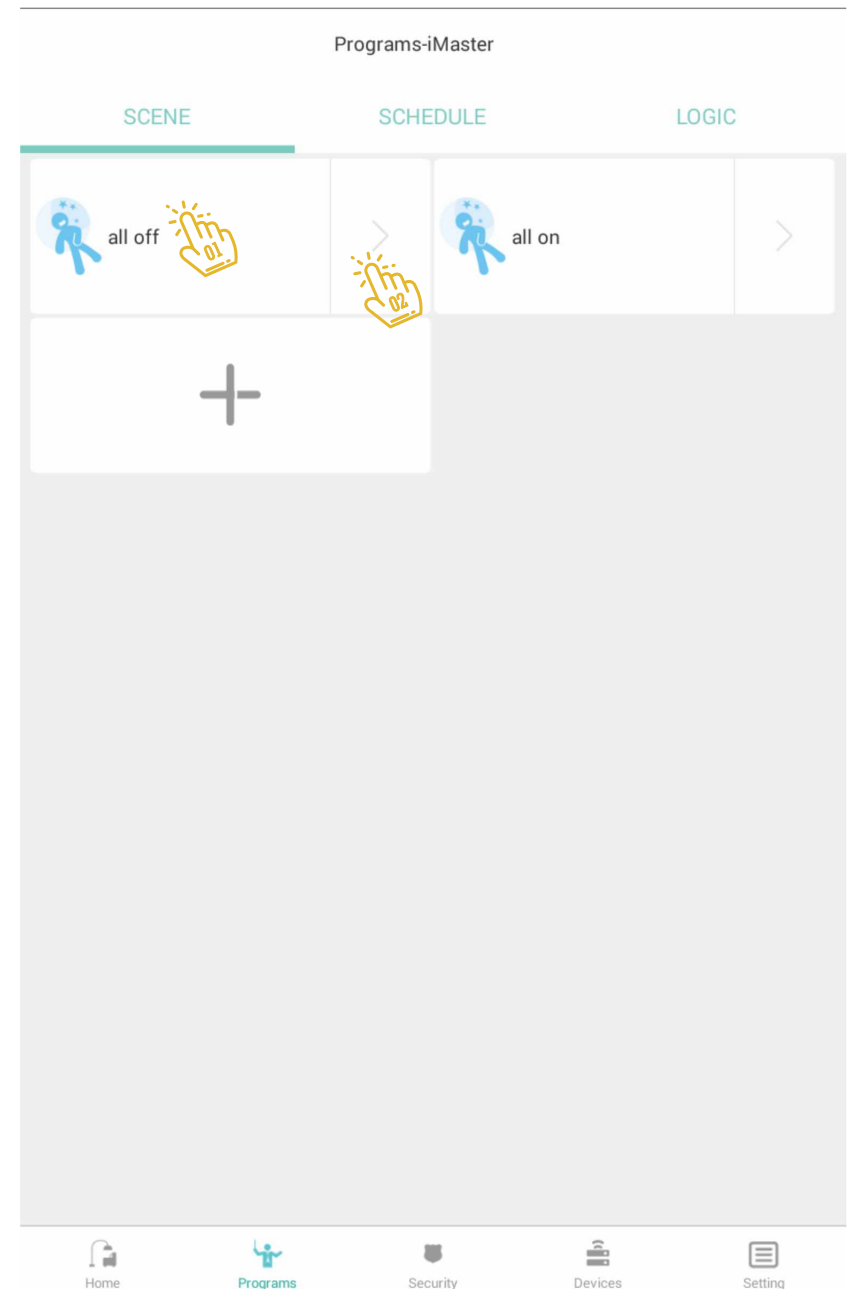 Programs-iMaster
SCENE SCHEDULE LOGIC
all off 01 all on
02
Home Programs Security Devices Setting